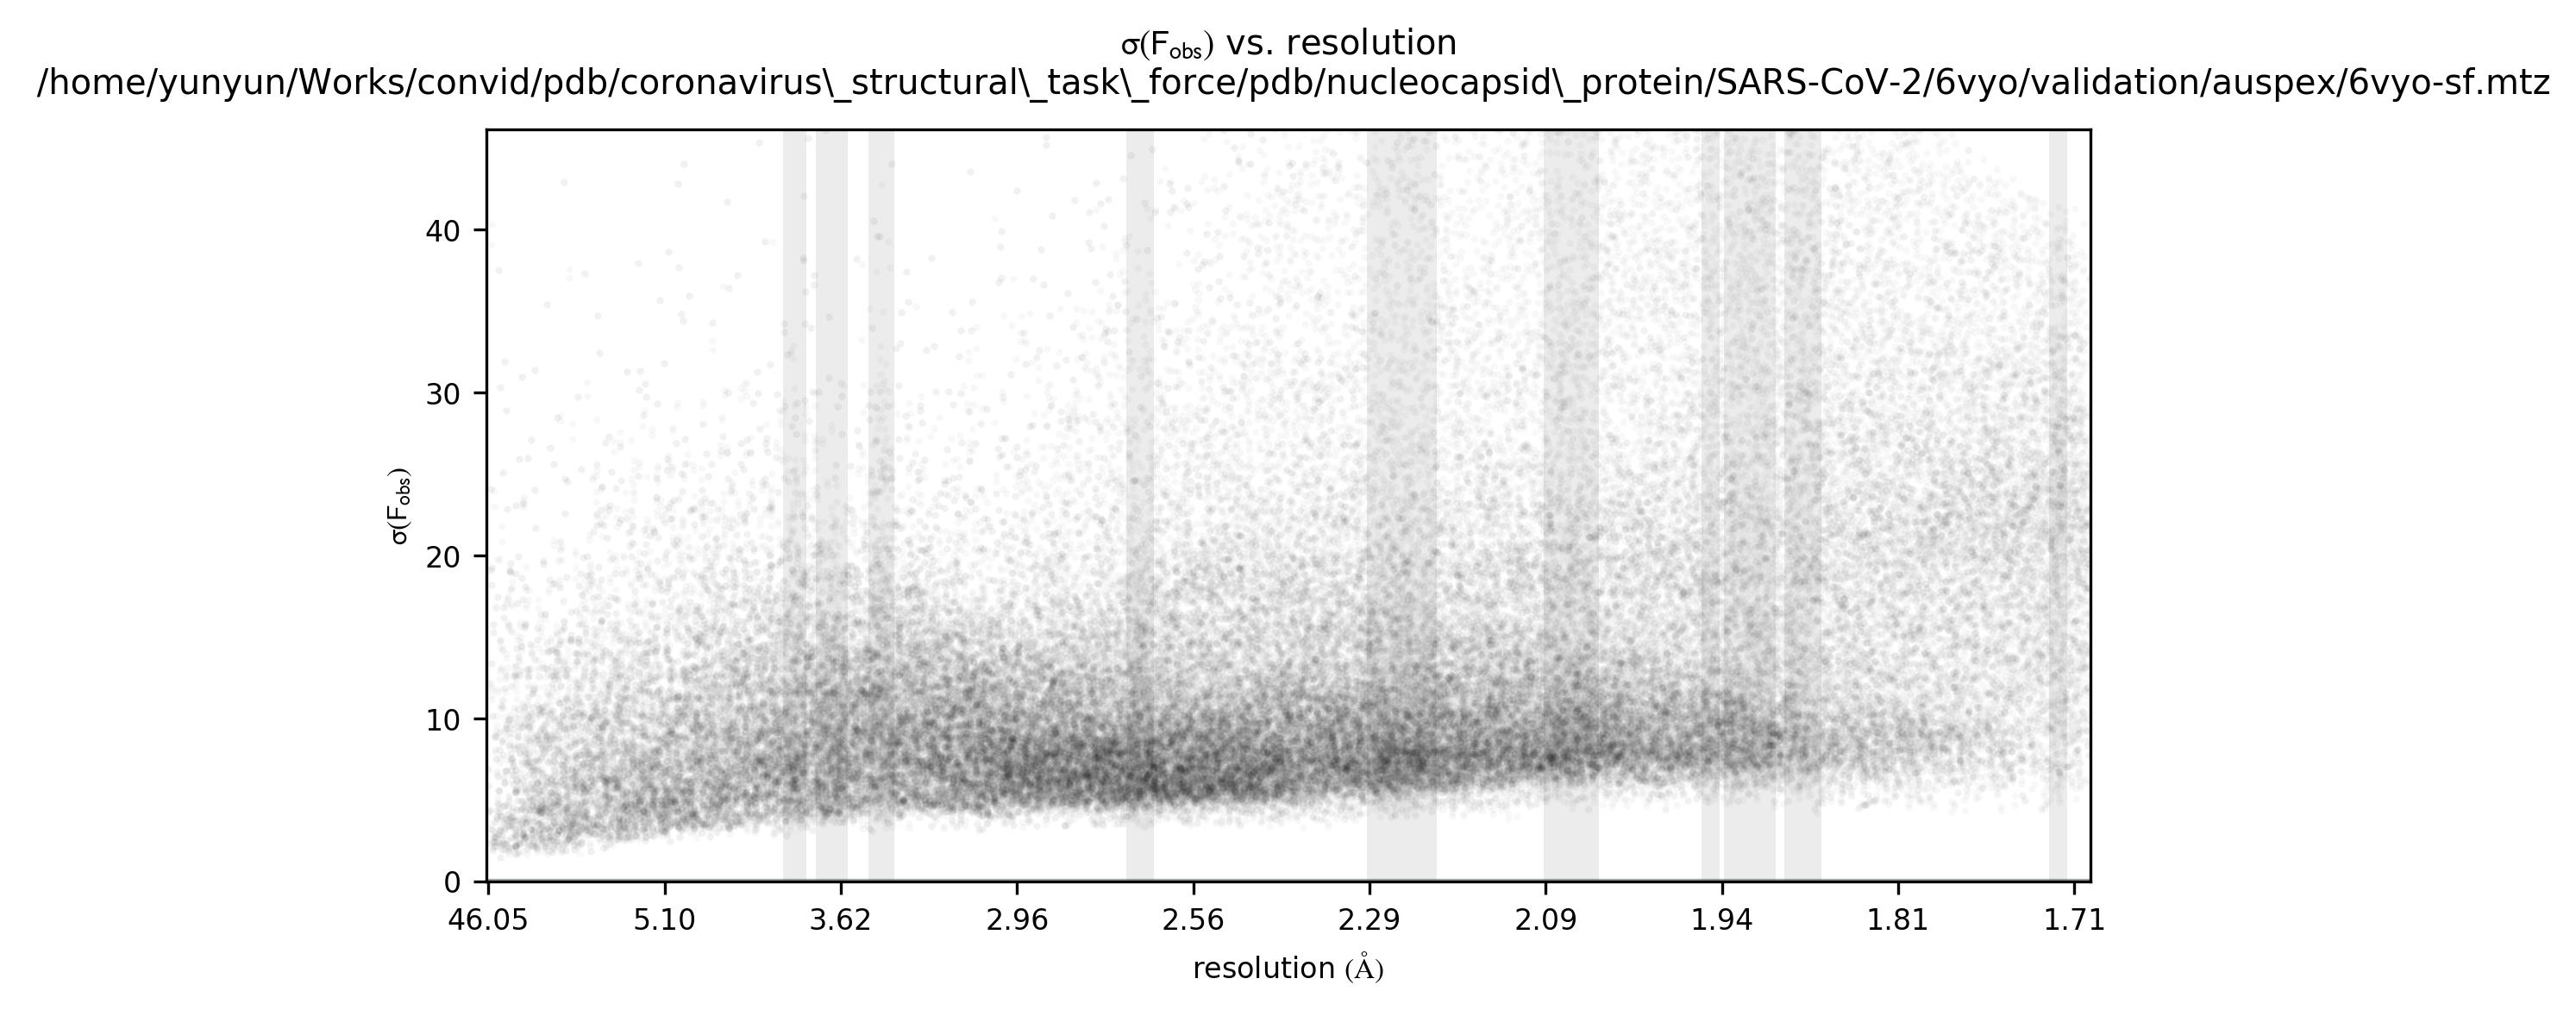 σ(F_obs) vs. resolution
/home/yunyun/Works/convid/pdb/coronavirus\_structural\_task\_force/pdb/nucleocapsid\_protein/SARS-CoV-2/6vyo/validation/auspex/6vyo-sf.mtz
σ(F_obs)
40
30
20
10
0
46.05 5.10 3.62 2.96 2.56 2.29 2.09 1.94 1.81 1.71
resolution (Å)